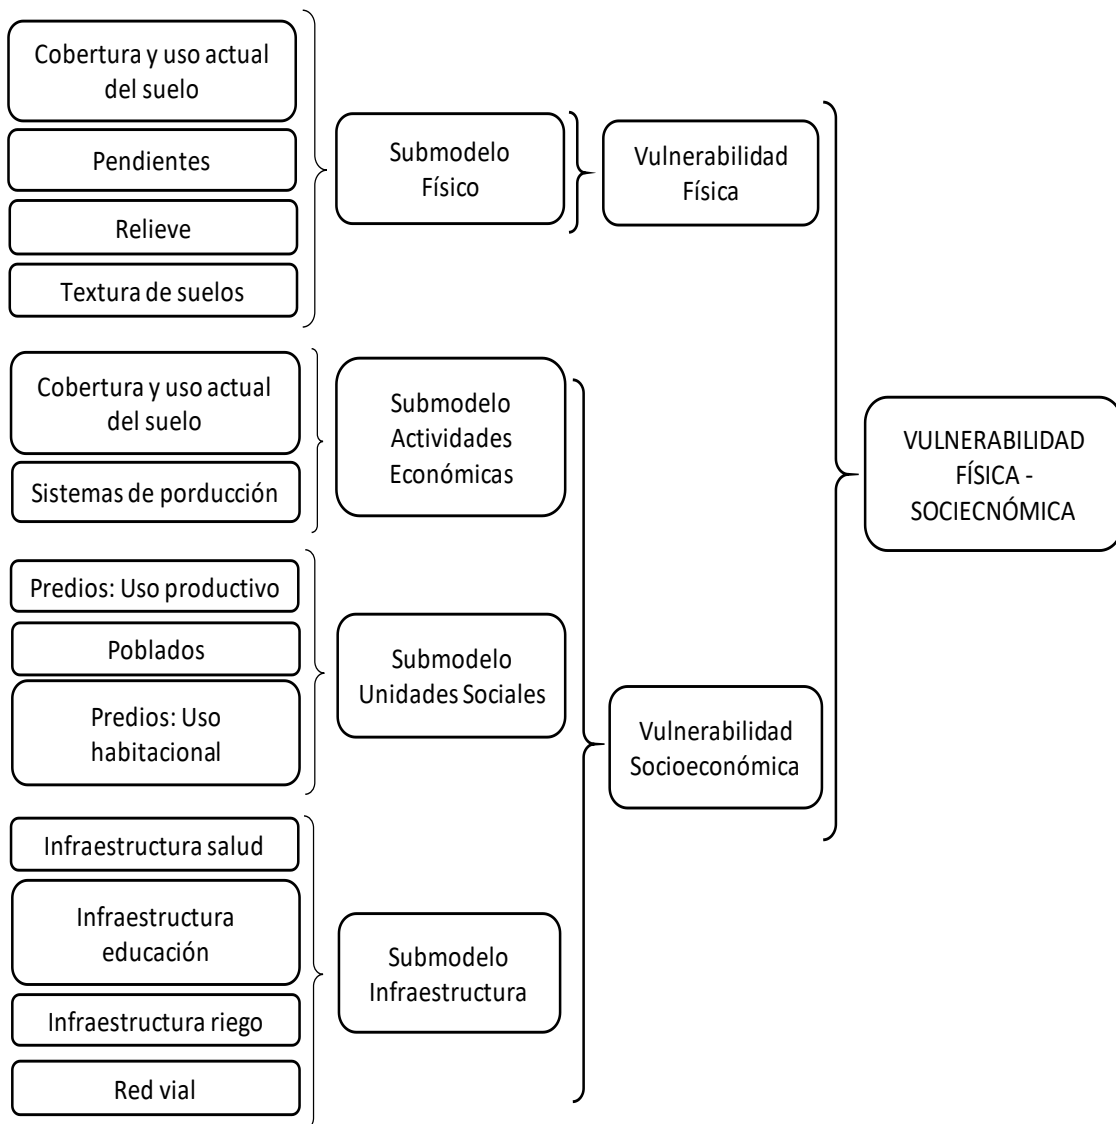 Cobertura y uso actual
del suelo
Pendientes
Relieve
Textura de suelos
Submodelo
Físico
Vulnerabilidad
Física
Cobertura y uso actual
del suelo
Sistemas de porducción
Submodelo
Actividades
Económicas
Predios: Uso productivo
Poblados
Predios: Uso
habitacional
Submodelo
Unidades Sociales
Infraestructura salud
Infraestructura
educación
Infraestructura riego
Red vial
Submodelo
Infraestructura
Vulnerabilidad
Socioeconómica
VULNERABILIDAD
FÍSICA -
SOCIECNÓMICA